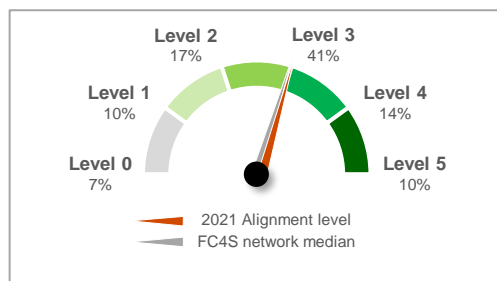 Level 0
7%
Level 1
10%
Level 2
17%
Level 3
41%
Level 4
14%
Level 5
10%
2021 Alignment level
FC4S network median